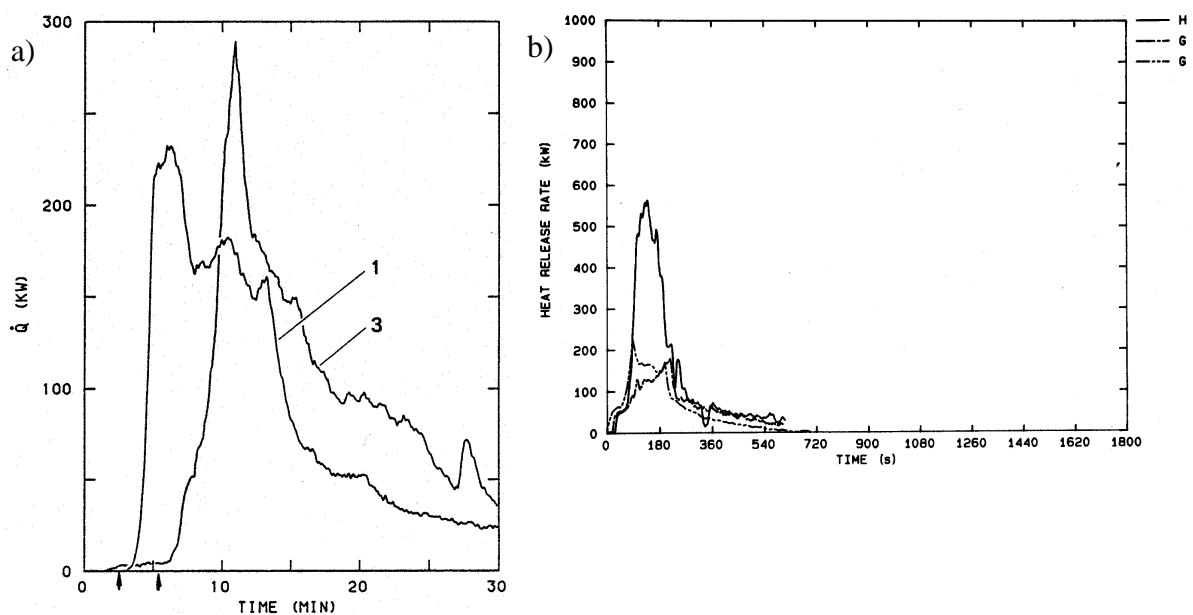 a)
300
200
100
0
Q̇ (KW)
1
3
0
10
20
30
TIME (MIN)
b)
1000
900
800
700
600
500
400
300
200
100
0
HEAT RELEASE RATE (kW)
0 180 360 540 720 900 1080 1260 1440 1620 1800
TIME (s)
H
G
G